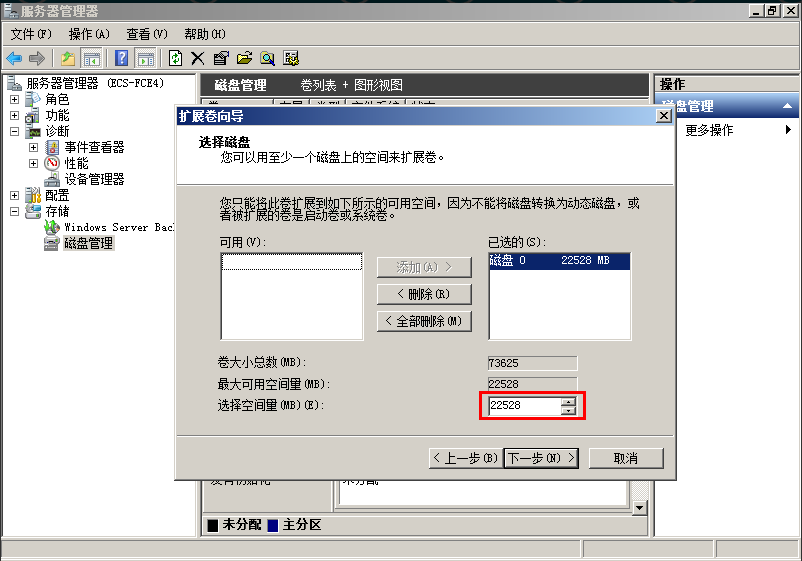 服务器管理器
文件(F) 操作(A) 查看(V) 帮助(H)
服务器管理器 (ECS-FCE4)
角色
功能
诊断
事件查看器
性能
设备管理器
配置
存储
Windows Server Bac
磁盘管理
磁盘管理 卷列表 + 图形视图
操作
磁盘管理
更多操作
扩展卷向导
选择磁盘
您可以用至少一个磁盘上的空间来扩展卷。
您只能将此卷扩展到如下所示的可用空间，因为不能将磁盘转换为动态磁盘，或
者被扩展的卷是启动卷或系统卷。
可用(V):
已选的(S):
磁盘 0 22528 MB
添加(A) >
< 删除(R)
< 全部删除(M)
卷大小总数(MB): 73625
最大可用空间量(MB): 22528
选择空间量(MB)(E): 22528
< 上一步(B) 下一步(N) > 取消
未分配 主分区